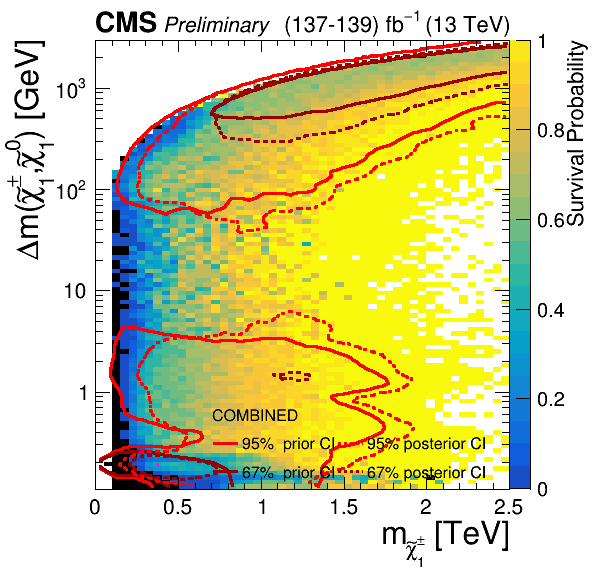 CMS Preliminary (137-139) fb⁻¹ (13 TeV)
Δm(χ̃₁^±,χ̃₁⁰) [GeV]
10³
10²
10
1
1
0.8
0.6
0.4
0.2
0
Survival Probability
COMBINED
95% prior CI 95% posterior CI
67% prior CI 67% posterior CI
0 0.5 1 1.5 2 2.5
m_χ̃₁^± [TeV]